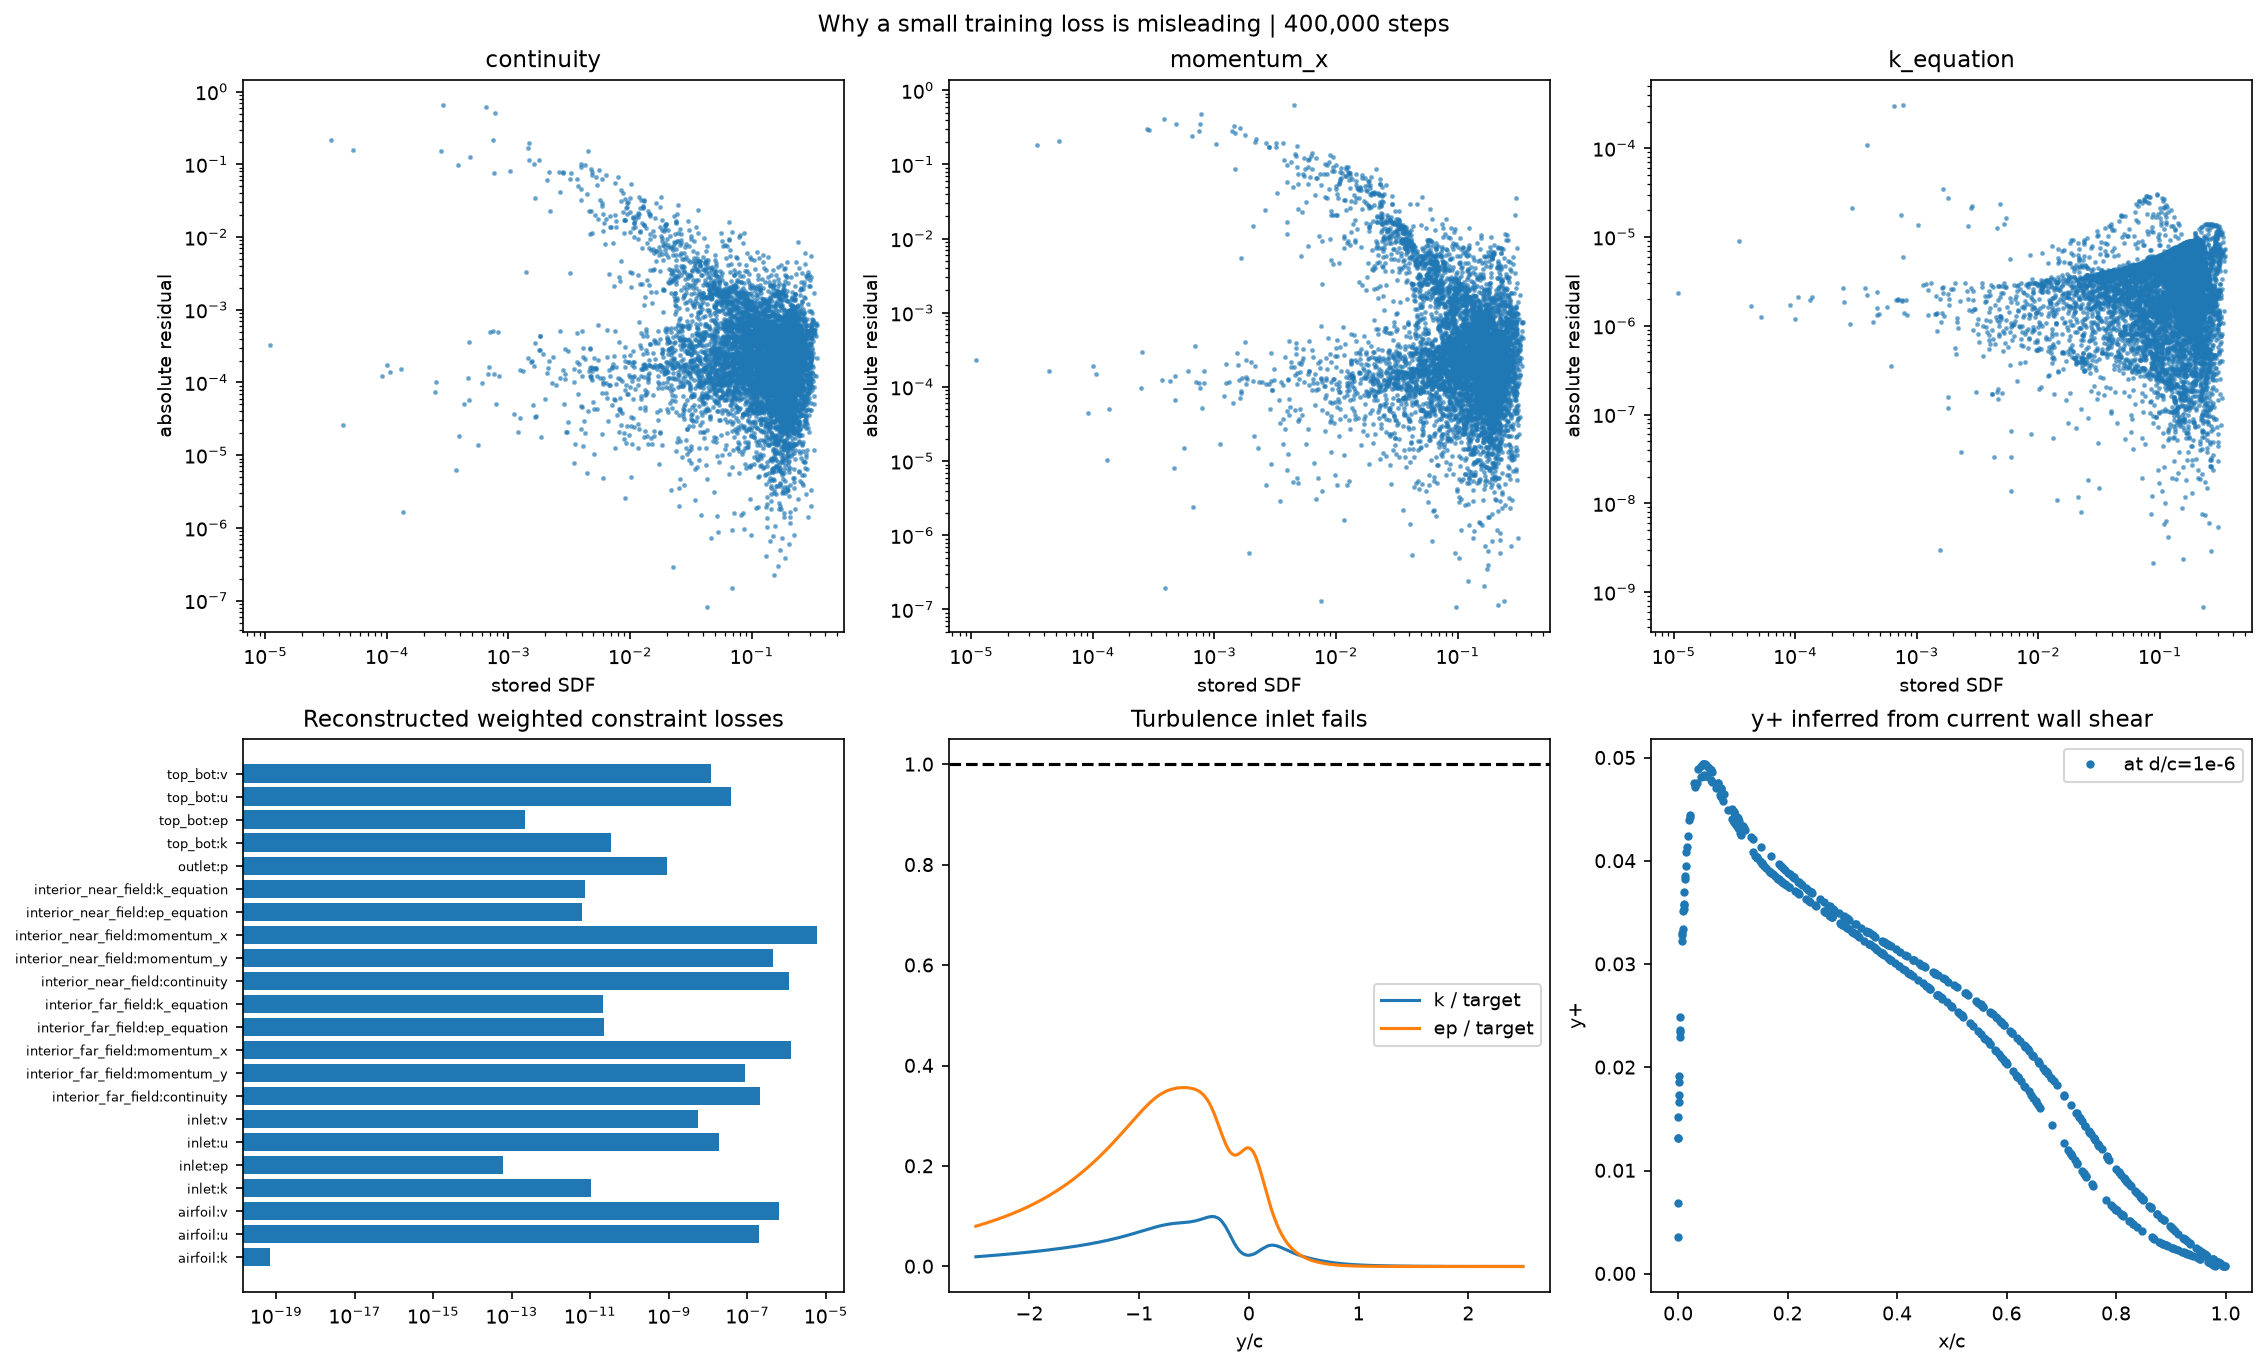 Why a small training loss is misleading | 400,000 steps
continuity
absolute residual
10⁰
10⁻¹
10⁻²
10⁻³
10⁻⁴
10⁻⁵
10⁻⁶
10⁻⁷
10⁻⁵ 10⁻⁴ 10⁻³ 10⁻² 10⁻¹
stored SDF
momentum_x
absolute residual
10⁰
10⁻¹
10⁻²
10⁻³
10⁻⁴
10⁻⁵
10⁻⁶
10⁻⁷
10⁻⁵ 10⁻⁴ 10⁻³ 10⁻² 10⁻¹
stored SDF
k_equation
absolute residual
10⁻⁴
10⁻⁵
10⁻⁶
10⁻⁷
10⁻⁸
10⁻⁹
10⁻⁵ 10⁻⁴ 10⁻³ 10⁻² 10⁻¹
stored SDF
Reconstructed weighted constraint losses
top_bot:v
top_bot:u
top_bot:ep
top_bot:k
outlet:p
interior_near_field:k_equation
interior_near_field:ep_equation
interior_near_field:momentum_x
interior_near_field:momentum_y
interior_near_field:continuity
interior_far_field:k_equation
interior_far_field:ep_equation
interior_far_field:momentum_x
interior_far_field:momentum_y
interior_far_field:continuity
inlet:v
inlet:u
inlet:ep
inlet:k
airfoil:v
airfoil:u
airfoil:k
10⁻¹⁹ 10⁻¹⁷ 10⁻¹⁵ 10⁻¹³ 10⁻¹¹ 10⁻⁹ 10⁻⁷ 10⁻⁵
Turbulence inlet fails
1.0
0.8
0.6
0.4
0.2
0.0
k / target
ep / target
−2 −1 0 1 2
y/c
y+ inferred from current wall shear
at d/c=1e-6
y+
0.05
0.04
0.03
0.02
0.01
0.00
0.0 0.2 0.4 0.6 0.8 1.0
x/c